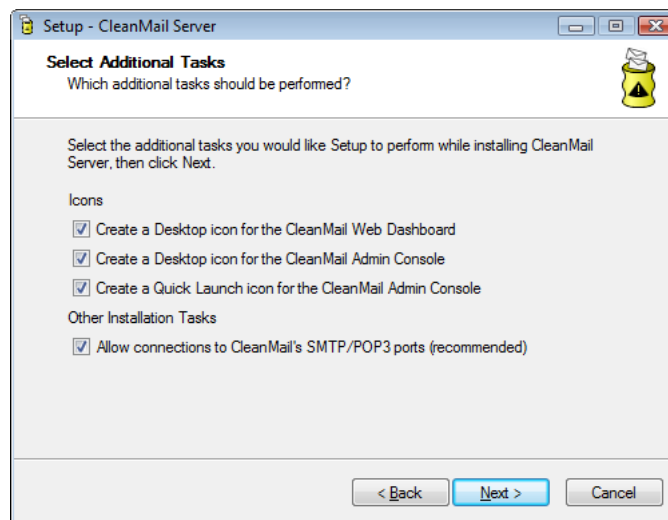 Setup - CleanMail Server
Select Additional Tasks
Which additional tasks should be performed?
Select the additional tasks you would like Setup to perform while installing CleanMail
Server, then click Next.
Icons
Create a Desktop icon for the CleanMail Web Dashboard
Create a Desktop icon for the CleanMail Admin Console
Create a Quick Launch icon for the CleanMail Admin Console
Other Installation Tasks
Allow connections to CleanMail's SMTP/POP3 ports (recommended)
< Back
Next >
Cancel